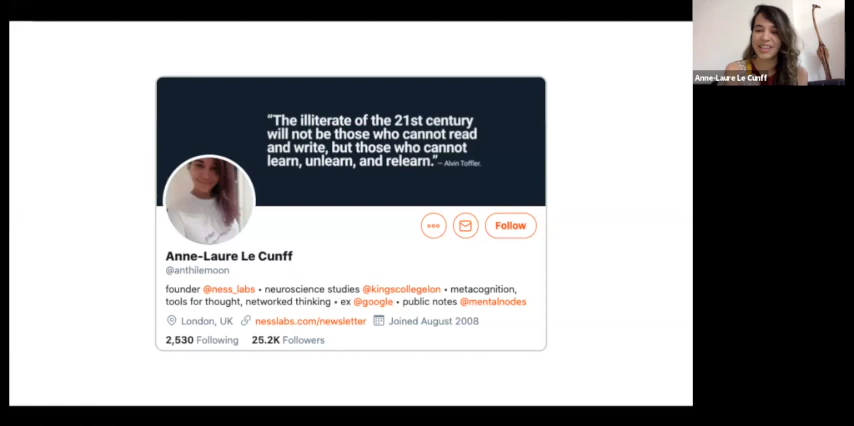 “The illiterate of the 21st century
will not be those who cannot read
and write, but those who cannot
learn, unlearn, and relearn.” – Alvin Toffler.
Follow
Anne-Laure Le Cunff
@anthilemon
founder @ness_labs • neuroscience studies @kingscollegelon • metacognition,
tools for thought, networked thinking • ex @google • public notes @mentalnodes
London, UK nesslabs.com/newsletter Joined August 2008
2,530 Following 25.2K Followers
Anne-Laure Le Cunff